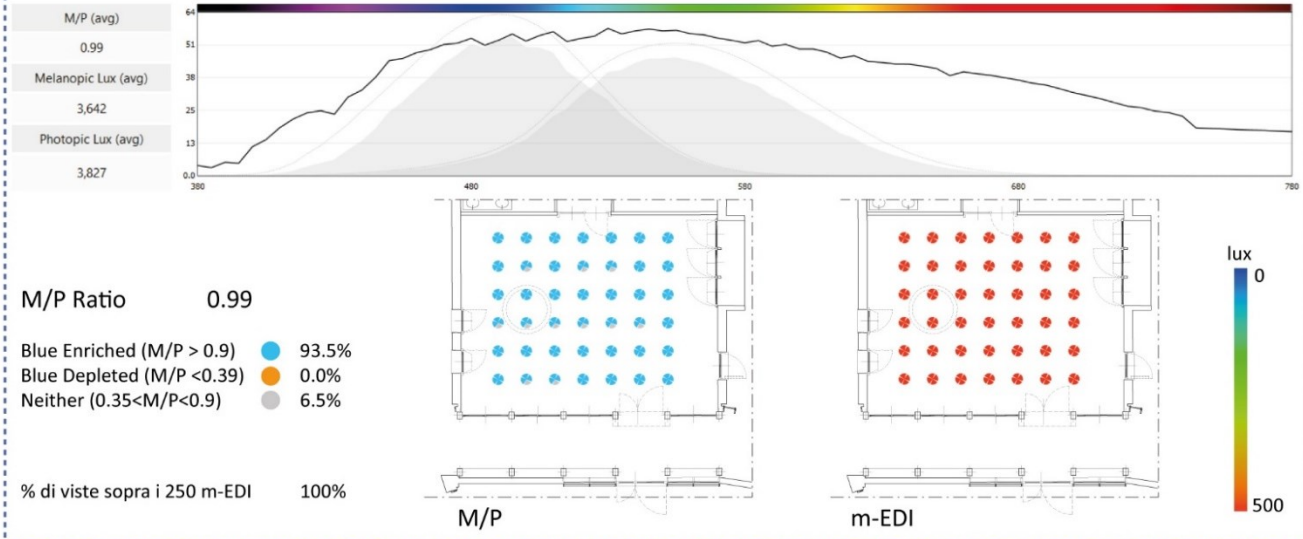 M/P (avg)
0.99
Melanopic Lux (avg)
3,642
Photopic Lux (avg)
3,827
64
51
38
25
13
0.0
380
480
580
680
780
M/P Ratio 0.99
Blue Enriched (M/P > 0.9) 93.5%
Blue Depleted (M/P <0.39) 0.0%
Neither (0.35<M/P<0.9) 6.5%
% di viste sopra i 250 m-EDI 100%
M/P
m-EDI
lux
0
500